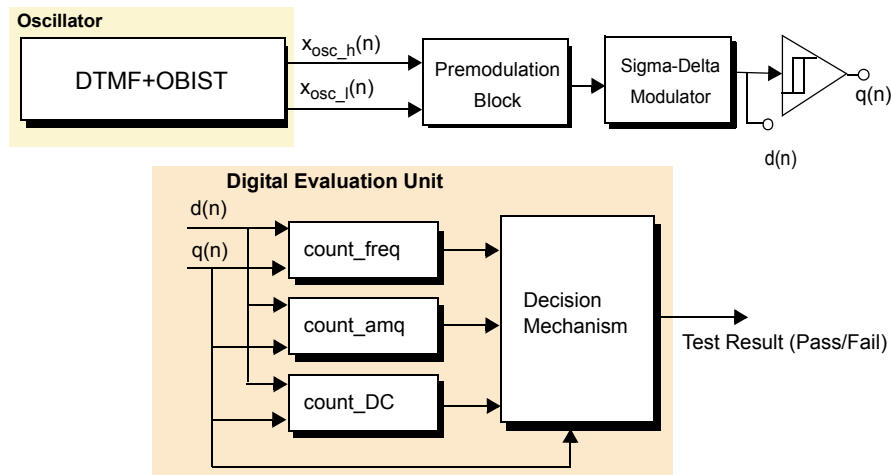 Oscillator
DTMF+OBIST
xosc_h(n)
xosc_l(n)
Premodulation
Block
Sigma-Delta
Modulator
q(n)
d(n)
Digital Evaluation Unit
d(n)
q(n)
count_freq
count_amq
count_DC
Decision
Mechanism
Test Result (Pass/Fail)